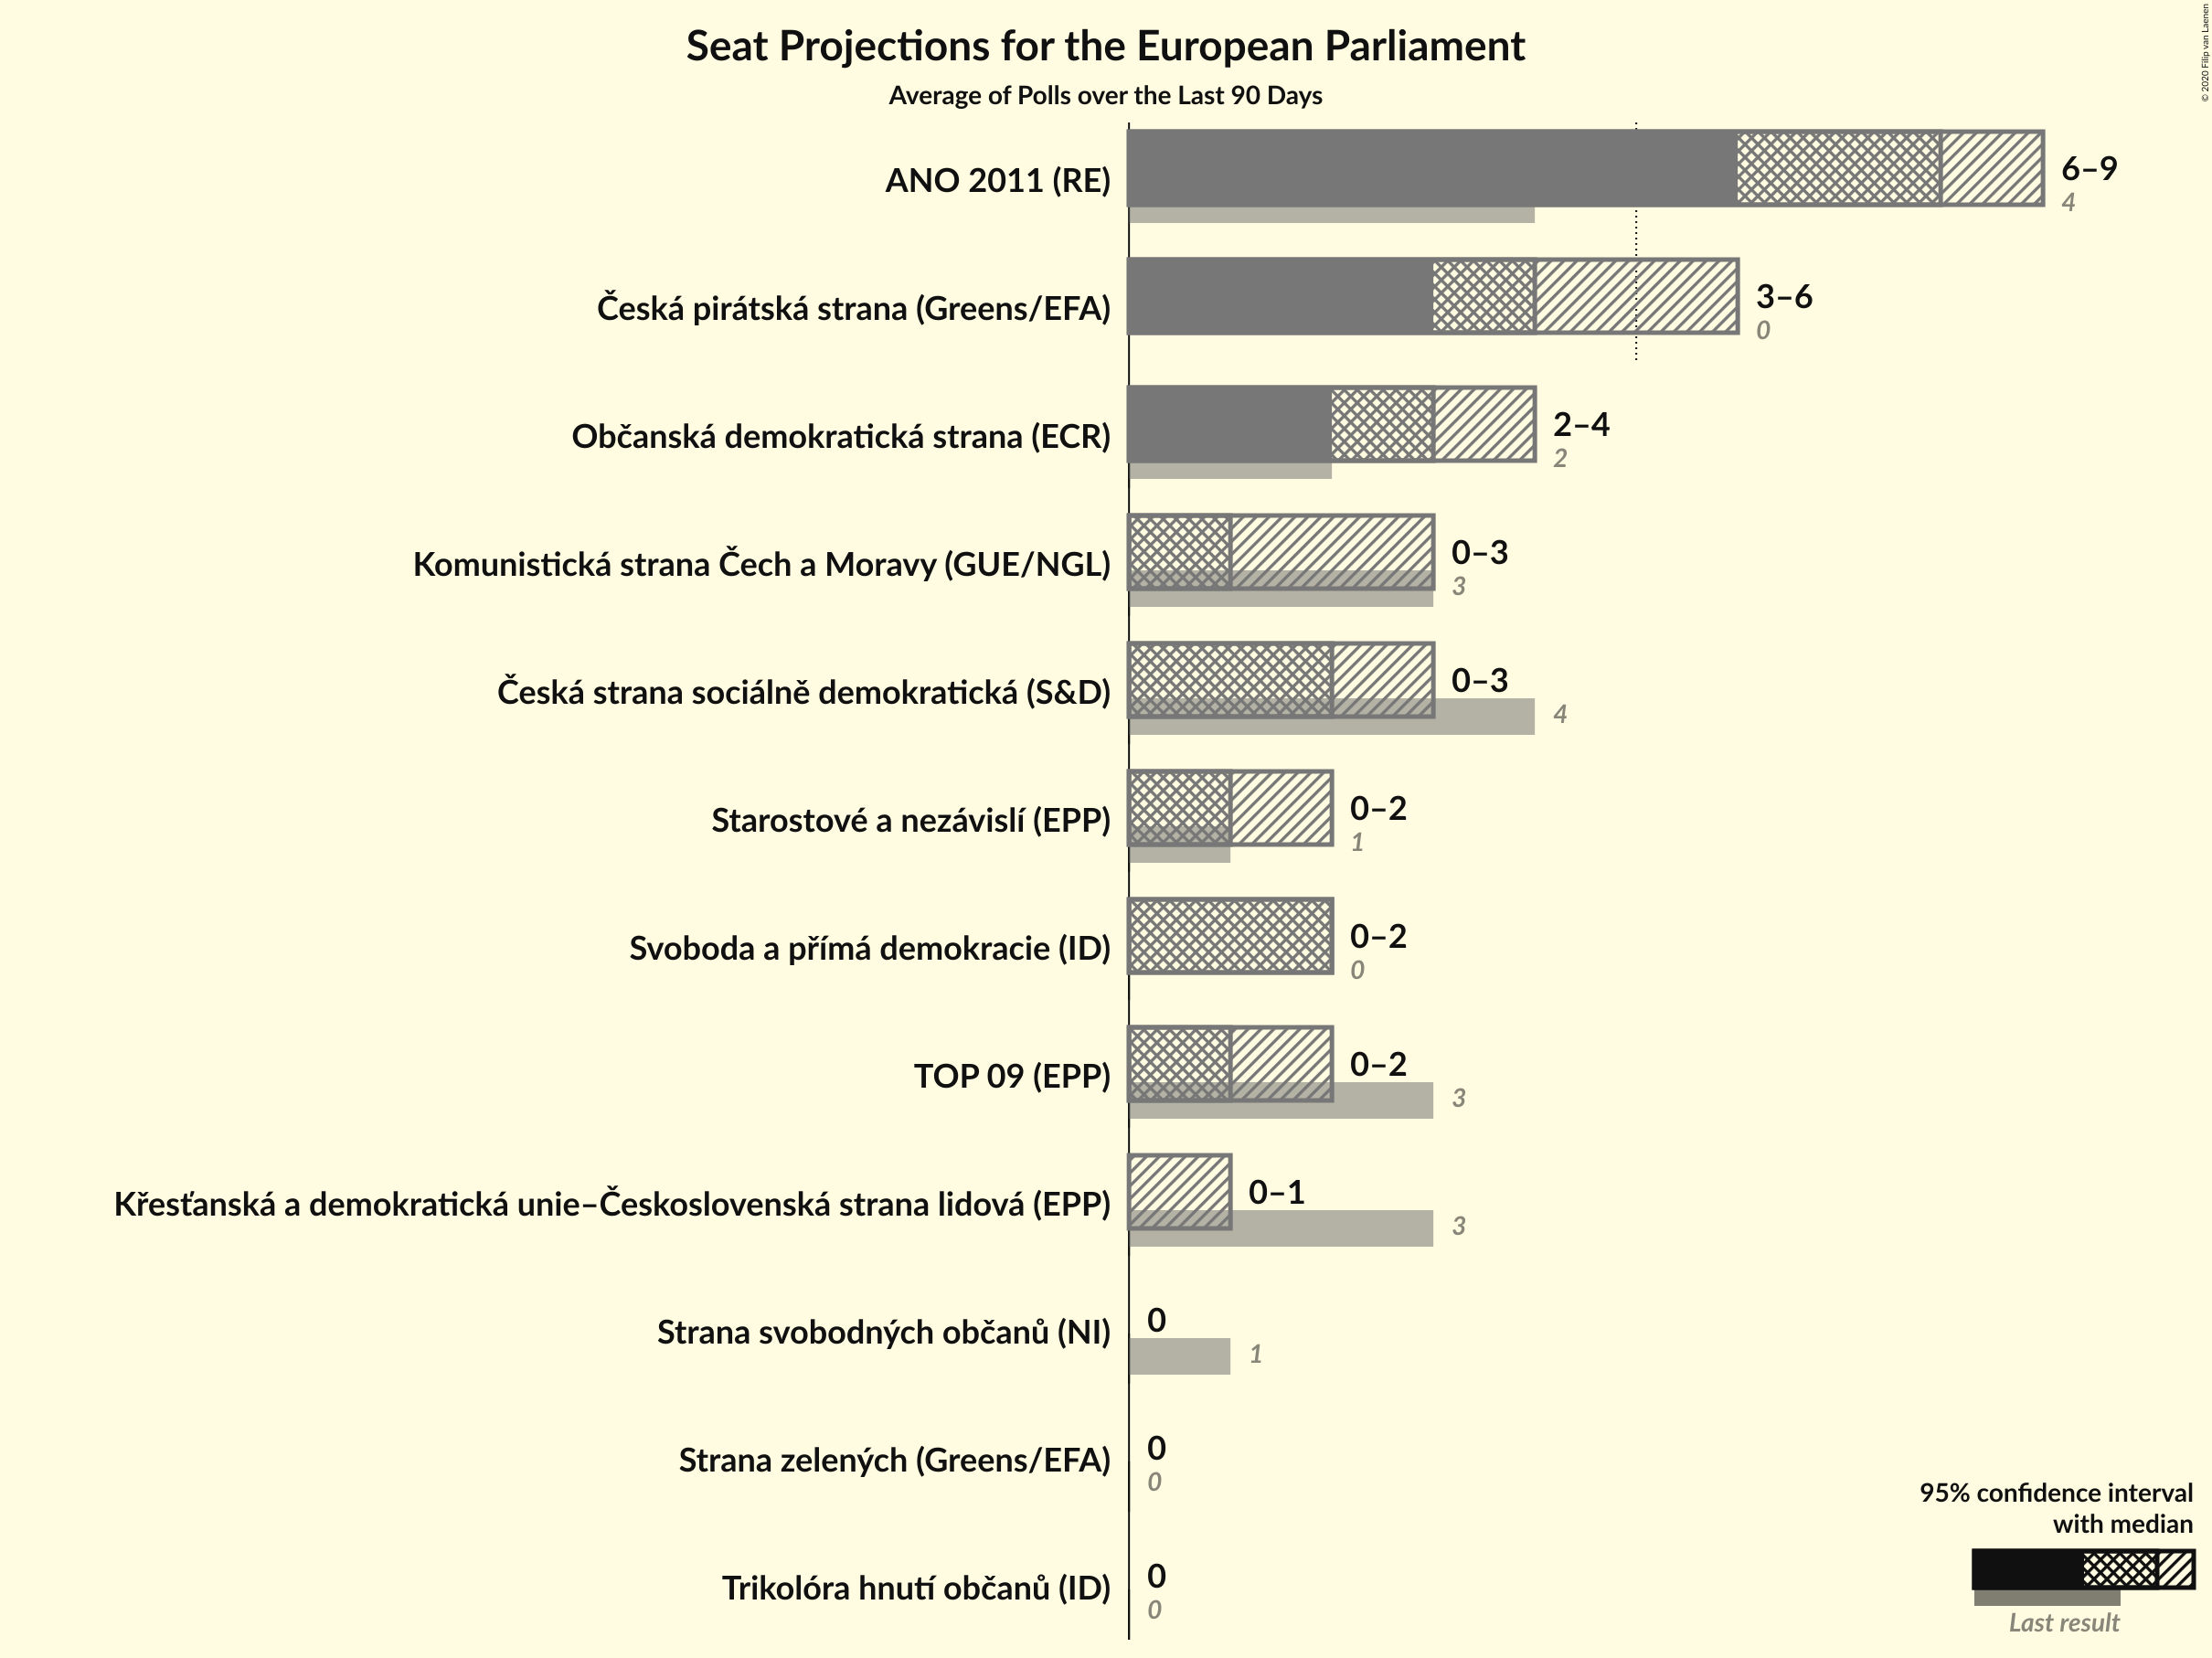 Seat Projections for the European Parliament
Average of Polls over the Last 90 Days
© 2020 Filip van Laenen
ANO 2011 (RE)
6–9
4
Česká pirátská strana (Greens/EFA)
3–6
0
Občanská demokratická strana (ECR)
2–4
2
Komunistická strana Čech a Moravy (GUE/NGL)
0–3
3
Česká strana sociálně demokratická (S&D)
0–3
4
Starostové a nezávislí (EPP)
0–2
1
Svoboda a přímá demokracie (ID)
0–2
0
TOP 09 (EPP)
0–2
3
Křesťanská a demokratická unie–Československá strana lidová (EPP)
0–1
3
Strana svobodných občanů (NI)
0
1
Strana zelených (Greens/EFA)
0
0
Trikolóra hnutí občanů (ID)
0
0
95% confidence interval
with median
Last result